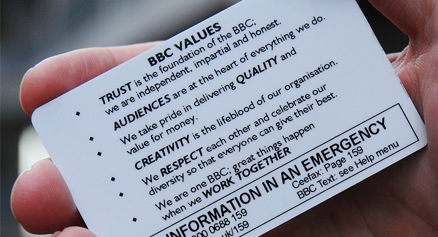 BBC VALUES
TRUST is the foundation of the BBC;
we are independent, impartial and honest.
AUDIENCES are at the heart of everything we do.
We take pride in delivering QUALITY and
value for money.
CREATIVITY is the lifeblood of our organisation.
We RESPECT each other and celebrate our
diversity so that everyone can give their best.
We are one BBC; great things happen
when we WORK TOGETHER
INFORMATION IN AN EMERGENCY
Ceefax: Page 159
0688 159
BBC Text, see Help menu
uk/159